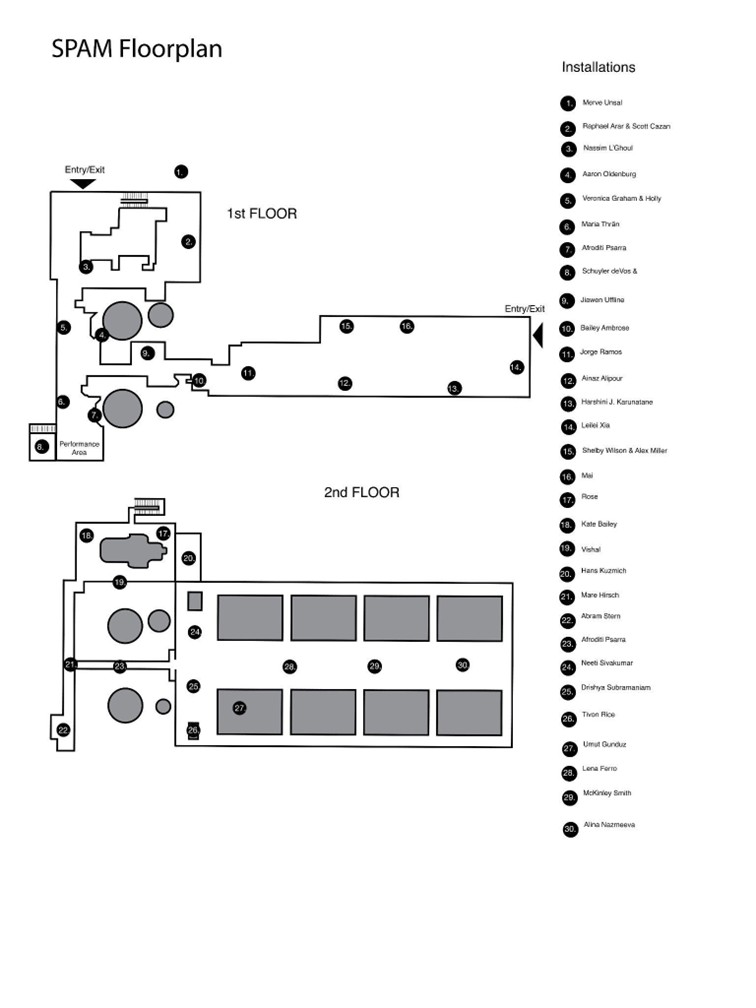 SPAM Floorplan
Installations
1. Merve Unsal
2. Raphael Arar & Scott Cazan
3. Nassim L'Ghoul
4. Aaron Oldenburg
5. Veronica Graham & Holly
6. Maria Thrän
7. Afroditi Psarra
8. Schuyler deVos &
9. Jiawen Uffline
10. Bailey Ambrose
11. Jorge Ramos
12. Ainaz Alipour
13. Harshini J. Karunatane
14. Leilei Xia
15. Shelby Wilson & Alex Miller
16. Mai
17. Rose
18. Kate Bailey
19. Vishal
20. Hans Kuzmich
21. Mare Hirsch
22. Abram Stern
23. Afroditi Psarra
24. Neeti Sivakumar
25. Drishya Subramaniam
26. Tivon Rice
27. Umut Gunduz
28. Lena Ferro
29. McKinley Smith
30. Alina Nazmeeva
Entry/Exit
1.
1st FLOOR
2.
3.
Entry/Exit
5.
4.
15.
16.
9.
14.
11.
10
12.
13.
6.
7.
8.
Performance
Area
2nd FLOOR
18.
17.
20.
19.
24.
21.
23.
28.
29.
30.
25
27.
22
26.